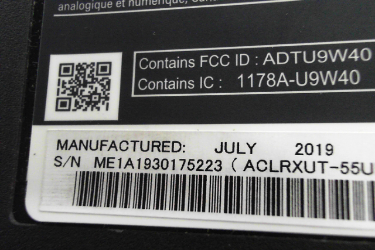 analogique et numérique,
Contains FCC ID : ADTU9W40
Contains IC : 1178A-U9W40
MANUFACTURED: JULY 2019
S/N ME1A1930175223 ( ACLRXUT-55U